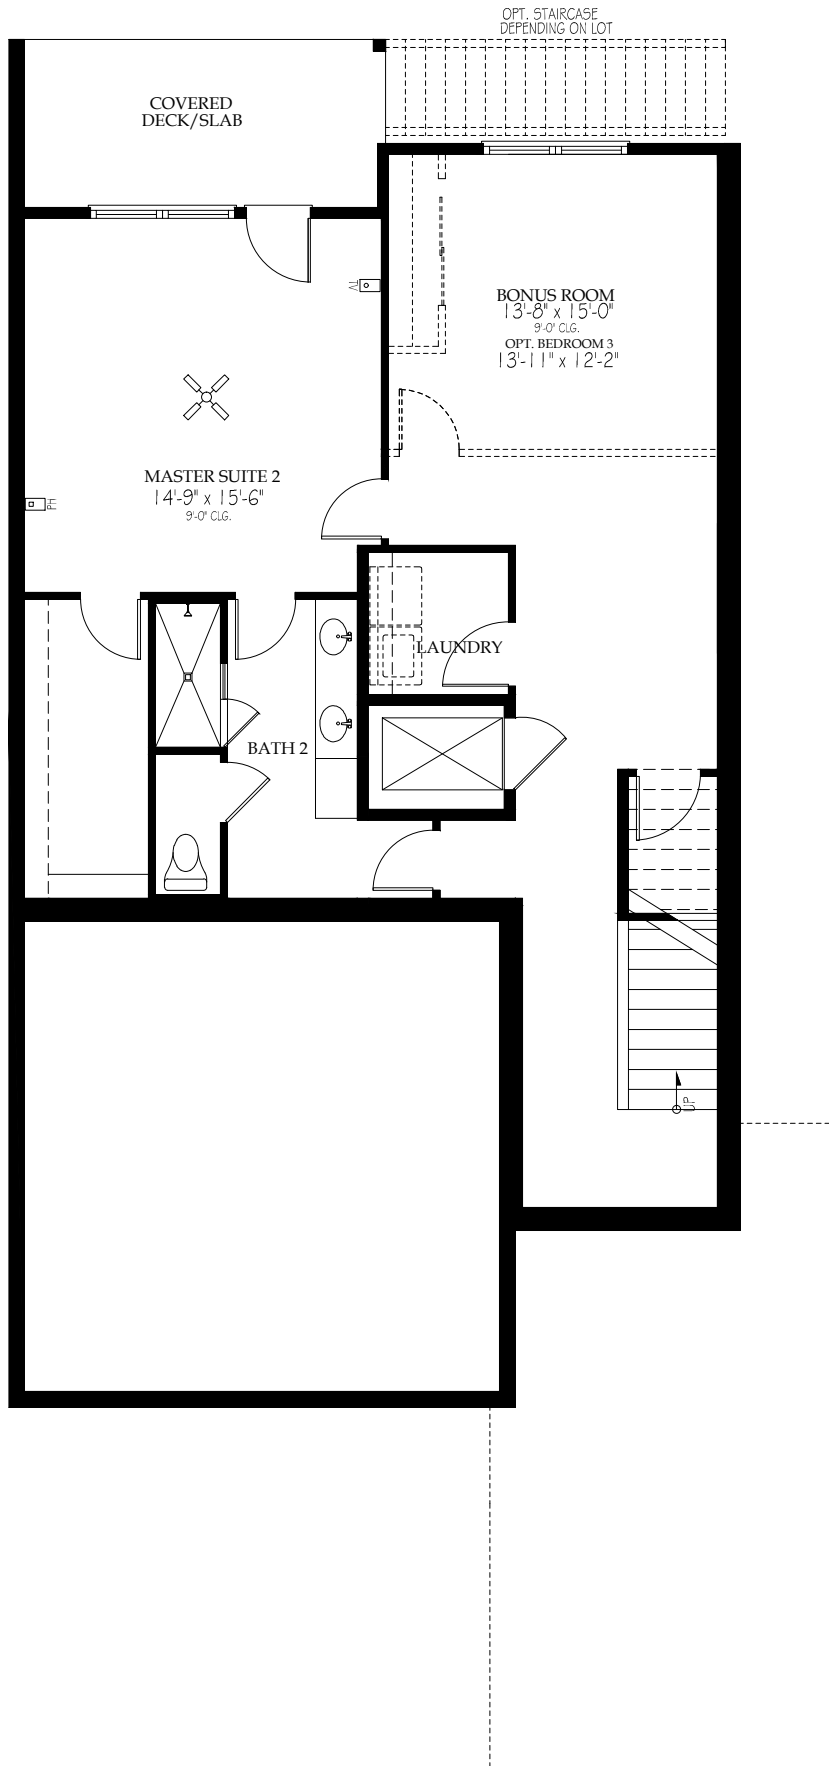 OPT. STAIRCASE
DEPENDING ON LOT
COVERED
DECK/SLAB
TV
BONUS ROOM
13'-8" x 15'-0"
9'-0" CLG.
OPT. BEDROOM 3
13'-11" x 12'-2"
MASTER SUITE 2
14'-9" x 15'-6"
9'-0" CLG.
PH
LAUNDRY
BATH 2
UP